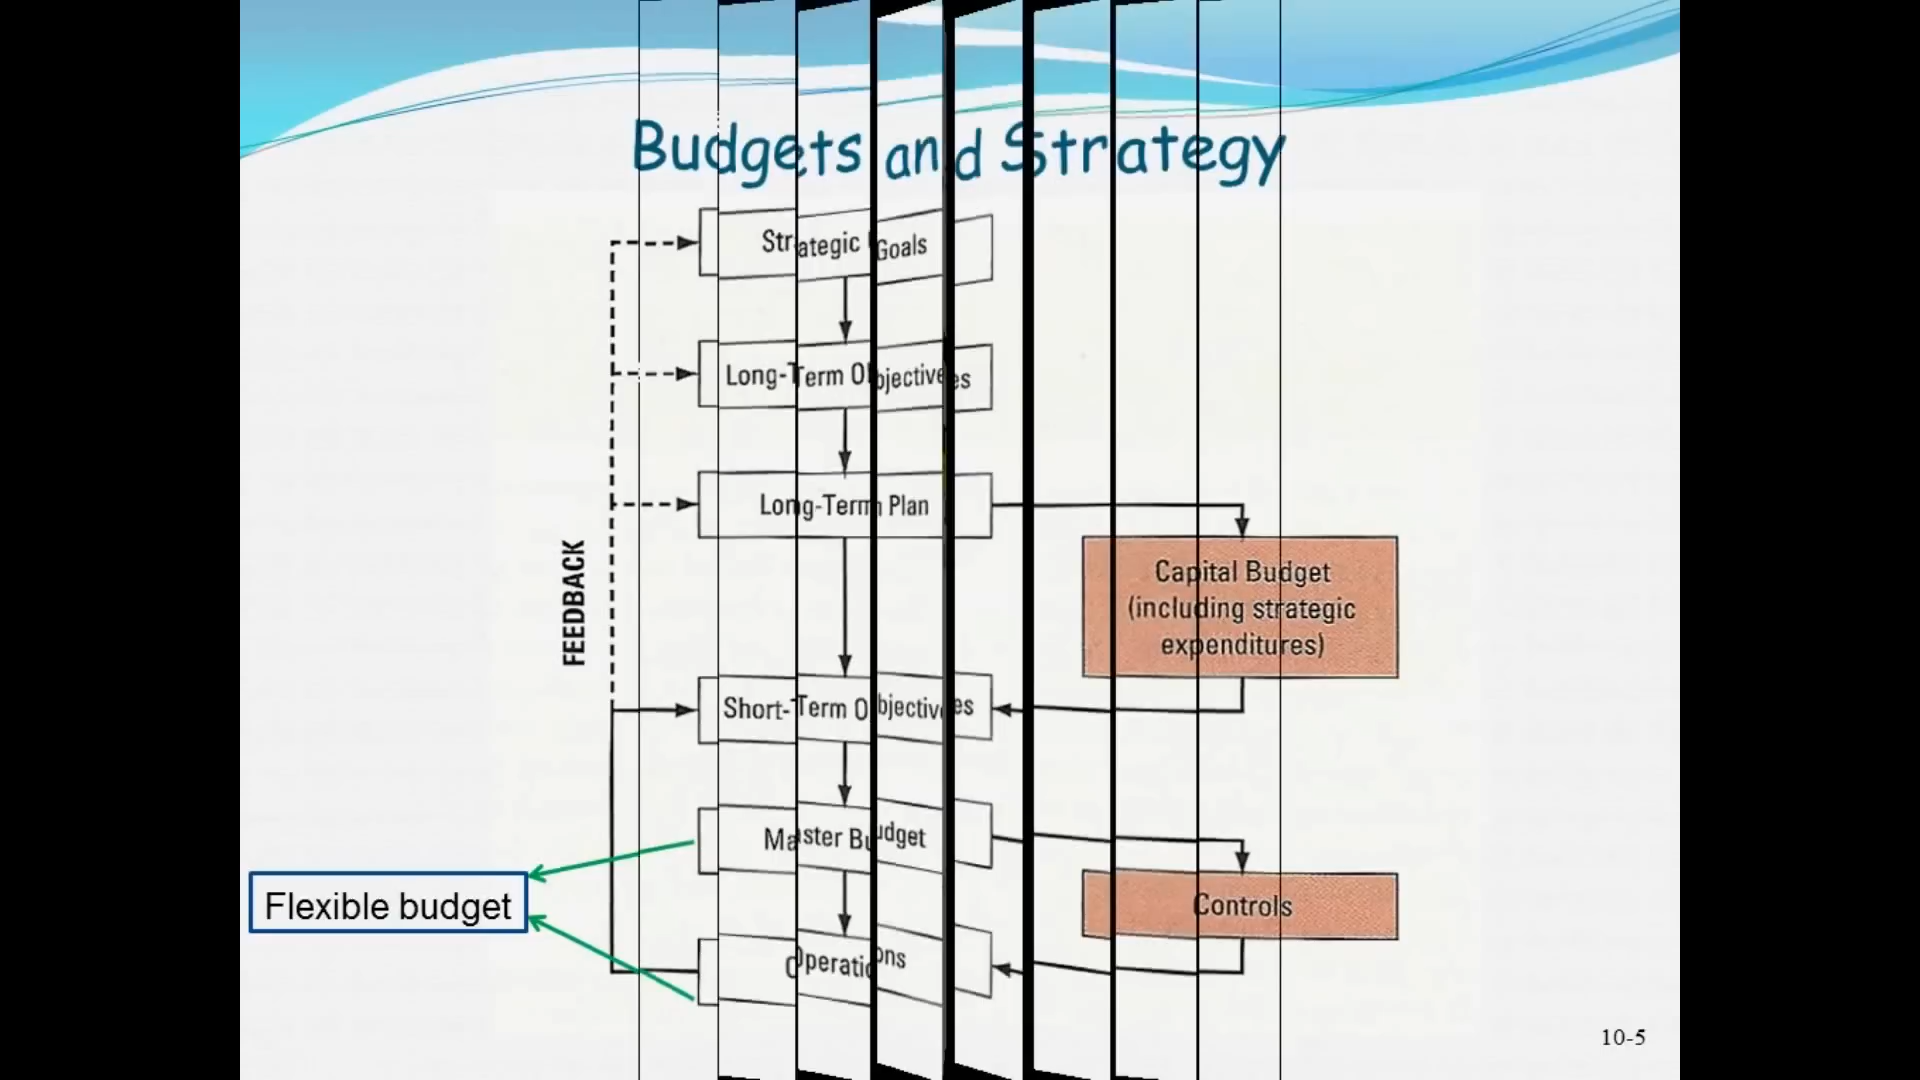 Budgets and Strategy
Strategic Goals
Long-Term Objectives
Long-Term Plan
FEEDBACK
Capital Budget
(including strategic
expenditures)
Short-Term Objectives
Master Budget
Flexible budget
Controls
Operations
10-5